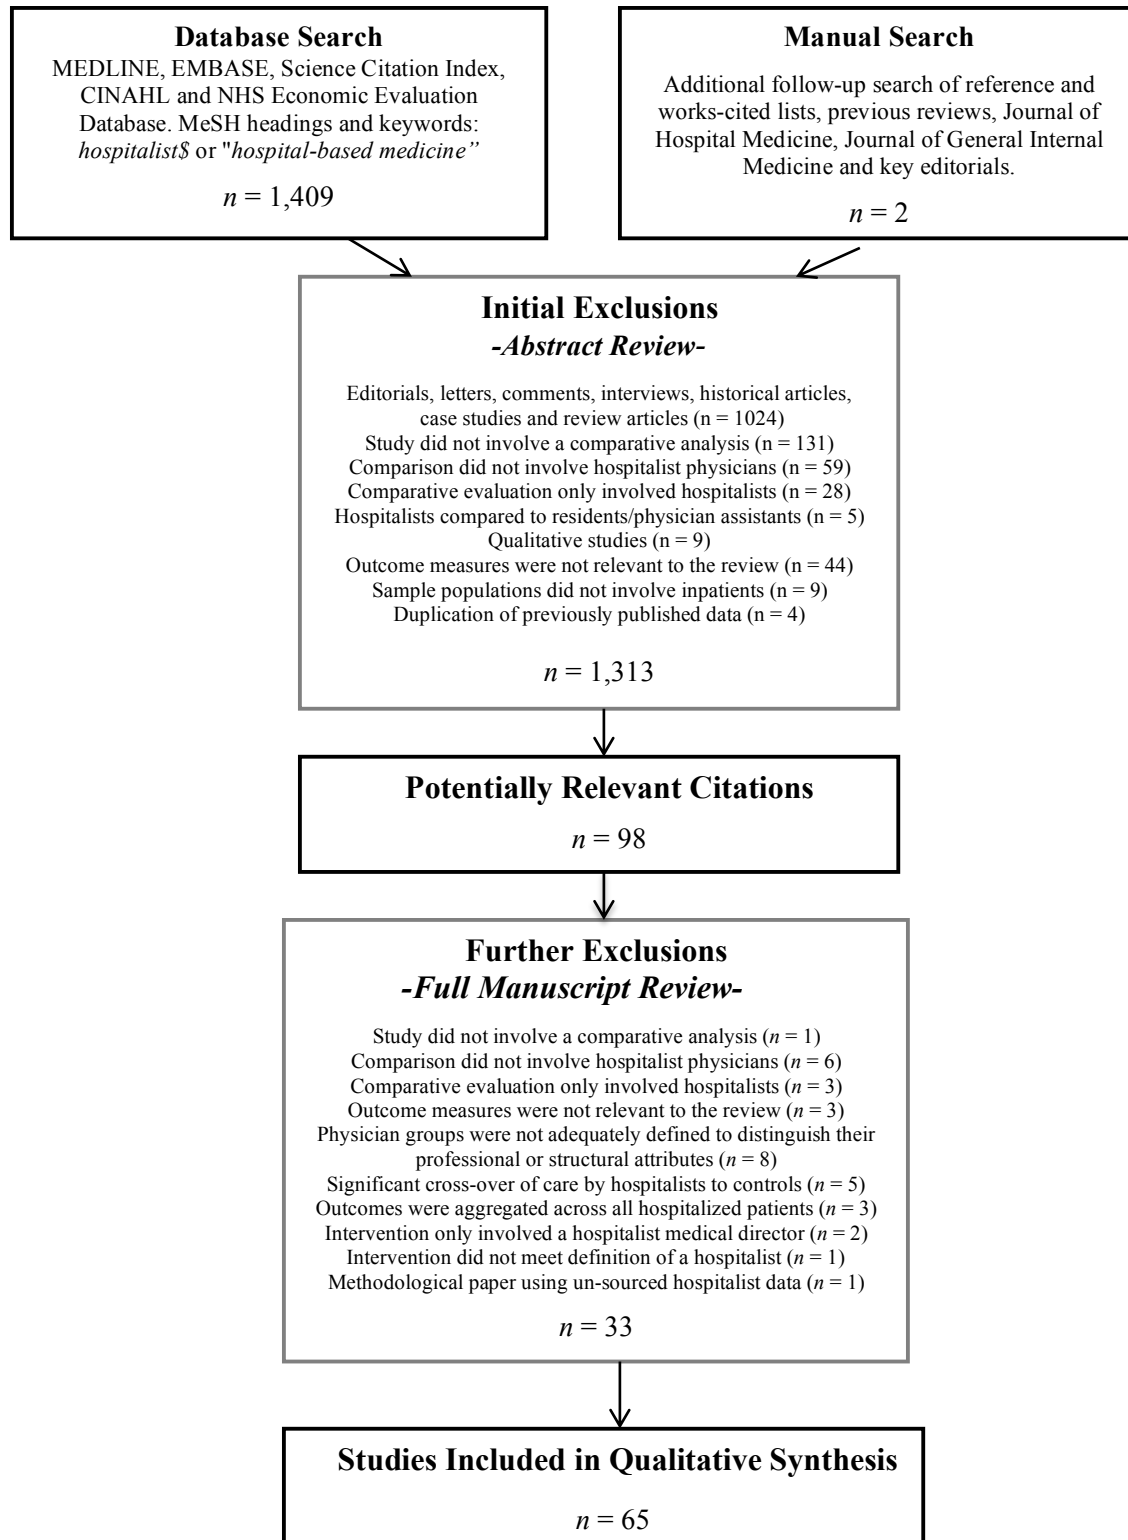 Database Search
MEDLINE, EMBASE, Science Citation Index,
CINAHL and NHS Economic Evaluation
Database. MeSH headings and keywords:
hospitalist$ or "hospital-based medicine”
n = 1,409
Manual Search
Additional follow-up search of reference and
works-cited lists, previous reviews, Journal of
Hospital Medicine, Journal of General Internal
Medicine and key editorials.
n = 2
Initial Exclusions
-Abstract Review-
Editorials, letters, comments, interviews, historical articles,
case studies and review articles (n = 1024)
Study did not involve a comparative analysis (n = 131)
Comparison did not involve hospitalist physicians (n = 59)
Comparative evaluation only involved hospitalists (n = 28)
Hospitalists compared to residents/physician assistants (n = 5)
Qualitative studies (n = 9)
Outcome measures were not relevant to the review (n = 44)
Sample populations did not involve inpatients (n = 9)
Duplication of previously published data (n = 4)
n = 1,313
Potentially Relevant Citations
n = 98
Further Exclusions
-Full Manuscript Review-
Study did not involve a comparative analysis (n = 1)
Comparison did not involve hospitalist physicians (n = 6)
Comparative evaluation only involved hospitalists (n = 3)
Outcome measures were not relevant to the review (n = 3)
Physician groups were not adequately defined to distinguish their
professional or structural attributes (n = 8)
Significant cross-over of care by hospitalists to controls (n = 5)
Outcomes were aggregated across all hospitalized patients (n = 3)
Intervention only involved a hospitalist medical director (n = 2)
Intervention did not meet definition of a hospitalist (n = 1)
Methodological paper using un-sourced hospitalist data (n = 1)
n = 33
Studies Included in Qualitative Synthesis
n = 65